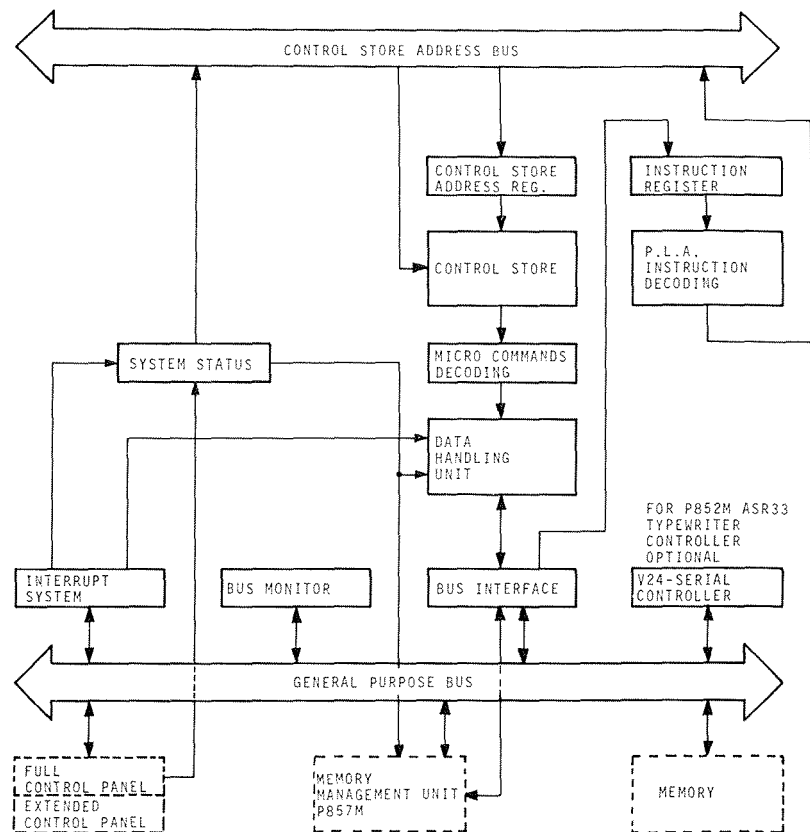 CONTROL STORE ADDRESS BUS
CONTROL STORE
ADDRESS REG.
INSTRUCTION
REGISTER
CONTROL STORE
P.L.A.
INSTRUCTION
DECODING
SYSTEM STATUS
MICRO COMMANDS
DECODING
DATA
HANDLING
UNIT
FOR P852M ASR33
TYPEWRITER
CONTROLLER
OPTIONAL
INTERRUPT
SYSTEM
BUS MONITOR
BUS INTERFACE
V24-SERIAL
CONTROLLER
GENERAL PURPOSE BUS
FULL
CONTROL PANEL
EXTENDED
CONTROL PANEL
MEMORY
MANAGEMENT UNIT
P857M
MEMORY